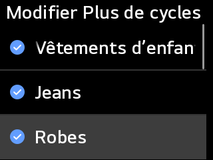 Modifier Plus de cycles
Vêtements d’enfan
Jeans
Robes